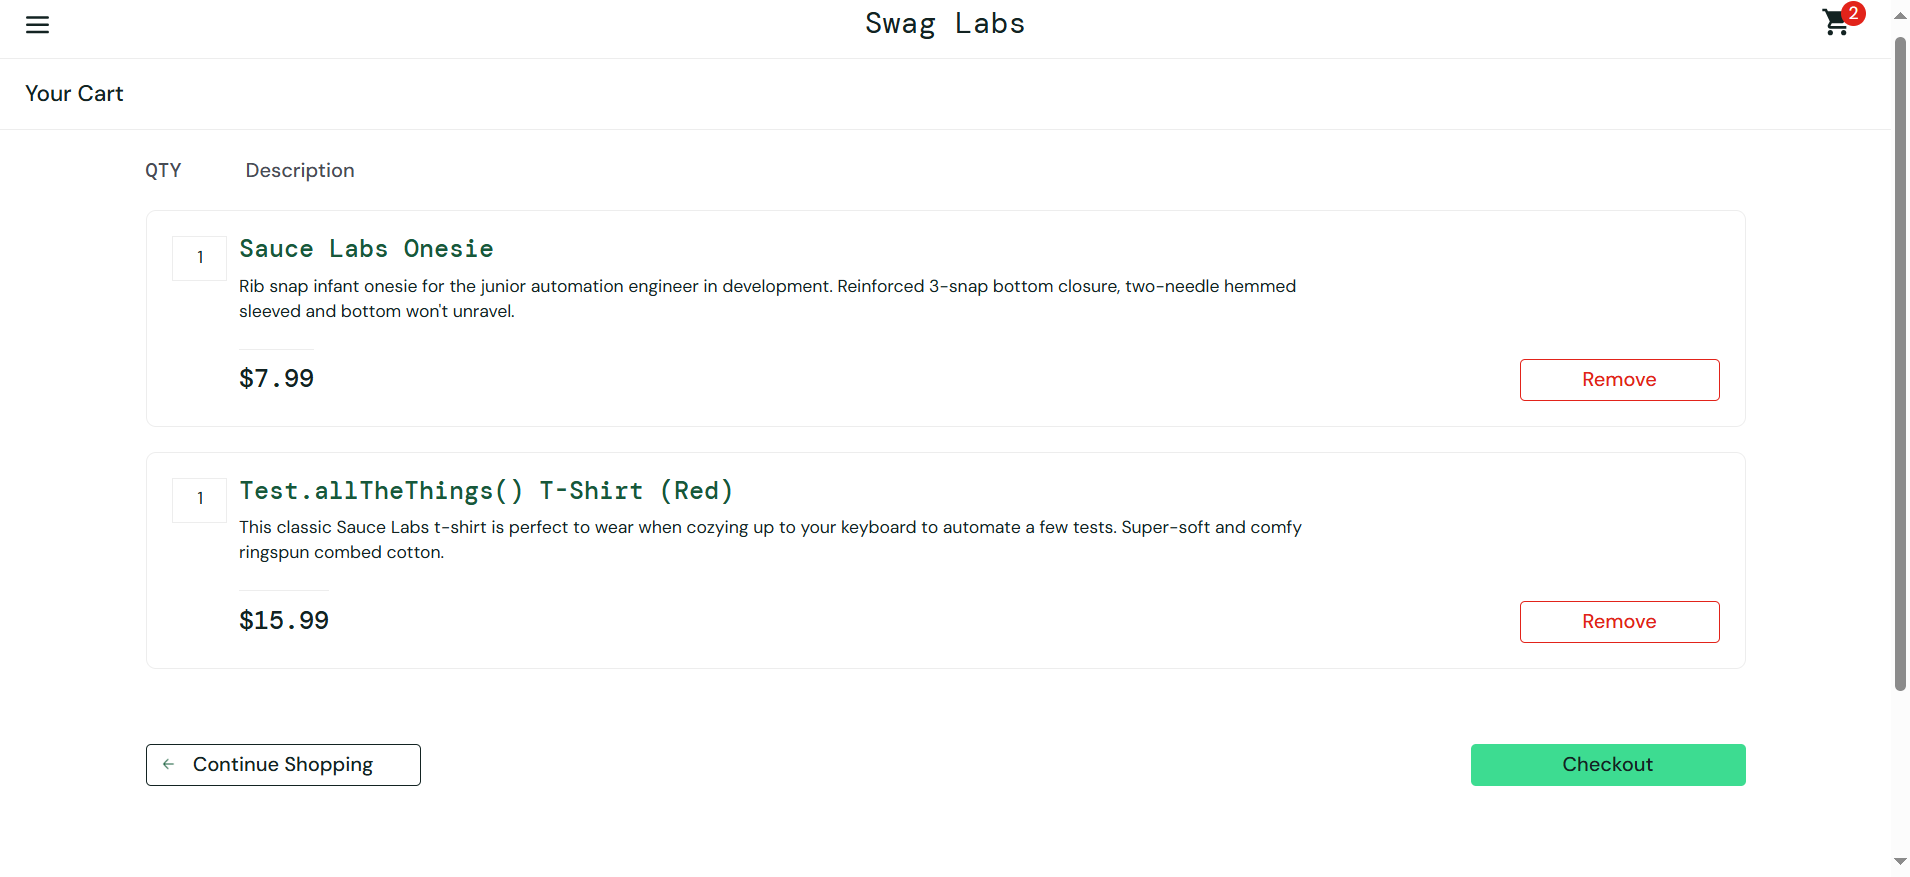 Swag Labs
2
Your Cart
QTY Description
1
Sauce Labs Onesie
Rib snap infant onesie for the junior automation engineer in development. Reinforced 3-snap bottom closure, two-needle hemmed
sleeved and bottom won't unravel.
$7.99
Remove
1
Test.allTheThings() T-Shirt (Red)
This classic Sauce Labs t-shirt is perfect to wear when cozying up to your keyboard to automate a few tests. Super-soft and comfy
ringspun combed cotton.
$15.99
Remove
Continue Shopping
Checkout